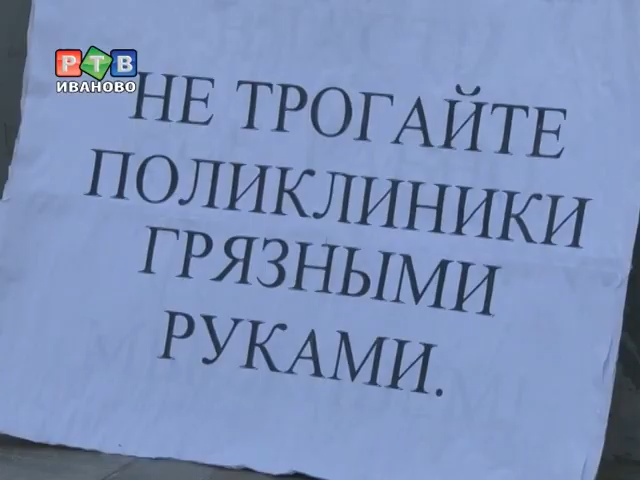 РТВ
ИВАНОВО
НЕ ТРОГАЙТЕ
ПОЛИКЛИНИКИ
ГРЯЗНЫМИ
РУКАМИ.